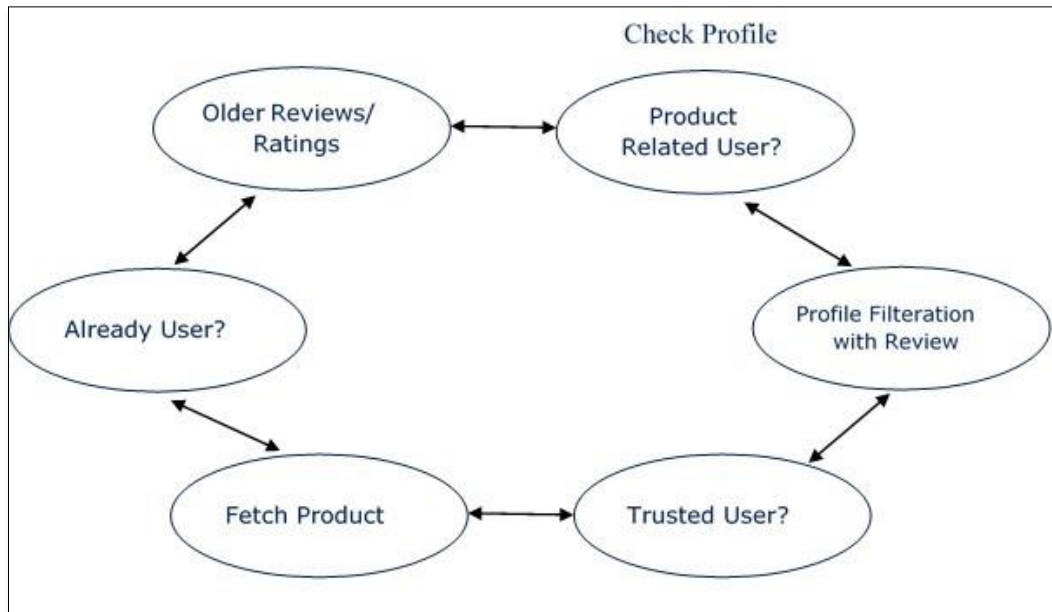 Check Profile
Older Reviews/
Ratings
Product
Related User?
Already User?
Profile Filteration
with Review
Fetch Product
Trusted User?